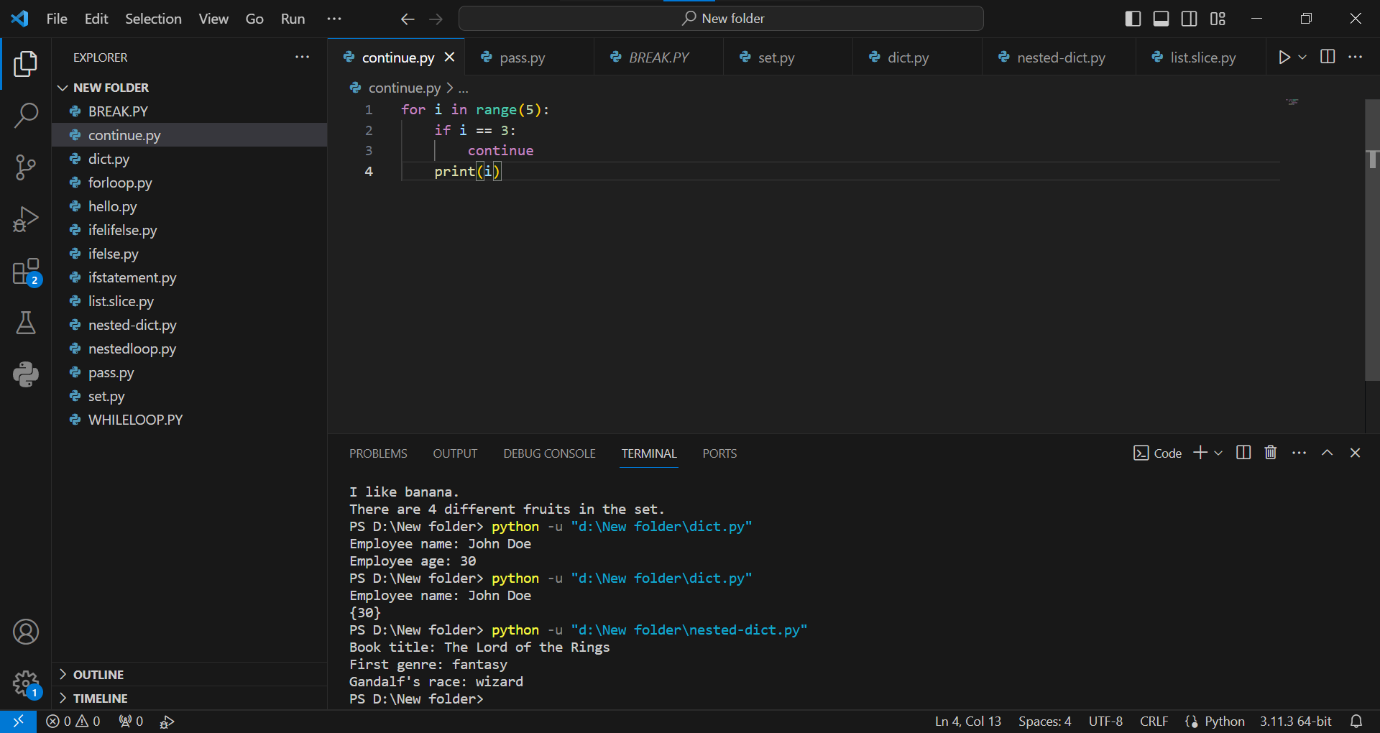 File Edit Selection View Go Run ···
New folder
EXPLORER ···
NEW FOLDER
BREAK.PY
continue.py
dict.py
forloop.py
hello.py
ifelifelse.py
ifelse.py
ifstatement.py
list.slice.py
nested-dict.py
nestedloop.py
pass.py
set.py
WHILELOOP.PY
OUTLINE
TIMELINE
2
1
continue.py pass.py BREAK.PY set.py dict.py nested-dict.py list.slice.py ···
continue.py > ...
1 for i in range(5):
2 if i == 3:
3 continue
4 print(i)
PROBLEMS OUTPUT DEBUG CONSOLE TERMINAL PORTS Code ···
I like banana.
There are 4 different fruits in the set.
PS D:\New folder> python -u "d:\New folder\dict.py"
Employee name: John Doe
Employee age: 30
PS D:\New folder> python -u "d:\New folder\dict.py"
Employee name: John Doe
{30}
PS D:\New folder> python -u "d:\New folder\nested-dict.py"
Book title: The Lord of the Rings
First genre: fantasy
Gandalf's race: wizard
PS D:\New folder>
0 0 0 Ln 4, Col 13 Spaces: 4 UTF-8 CRLF Python 3.11.3 64-bit